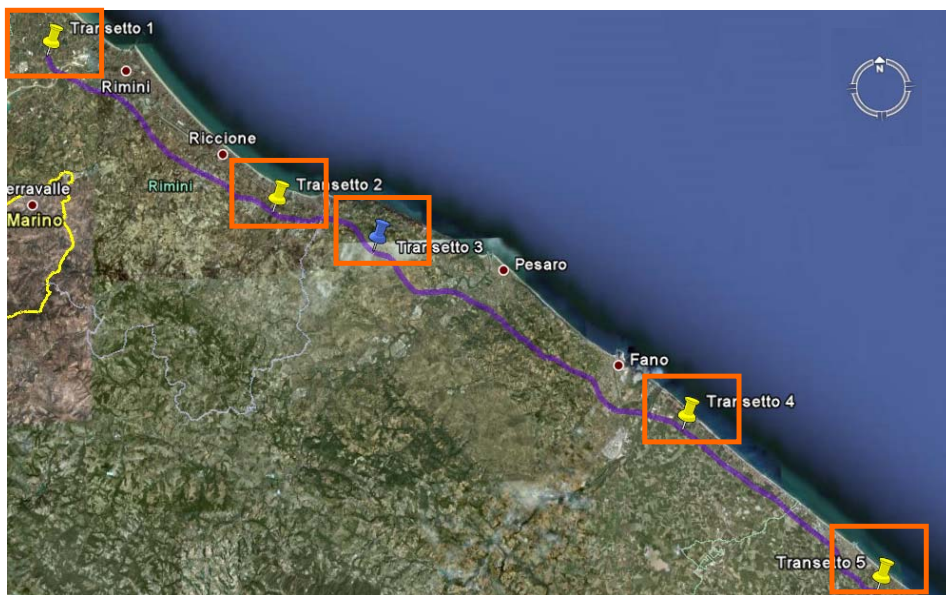 Transetto 1
N
Rimini
Riccione
Rimini
Transetto 2
erravalle
Marino
Transetto 3
Pesaro
Fano
Transetto 4
Transetto 5